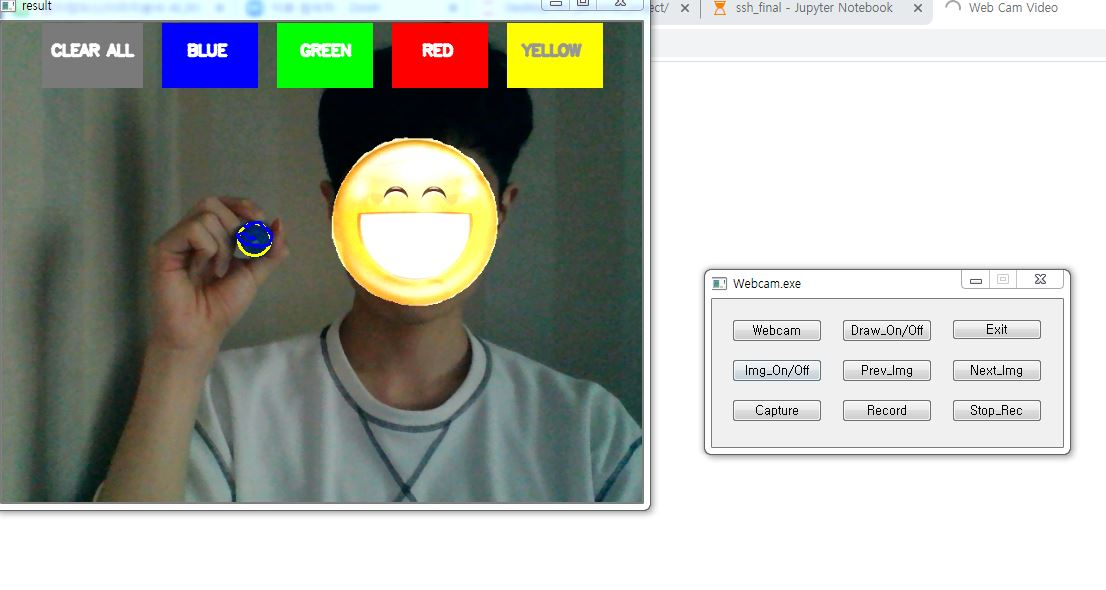 result
ect/
ssh_final - Jupyter Notebook
Web Cam Video
CLEAR ALL
BLUE
GREEN
RED
YELLOW
Webcam.exe
Webcam
Draw_On/Off
Exit
Img_On/Off
Prev_Img
Next_Img
Capture
Record
Stop_Rec